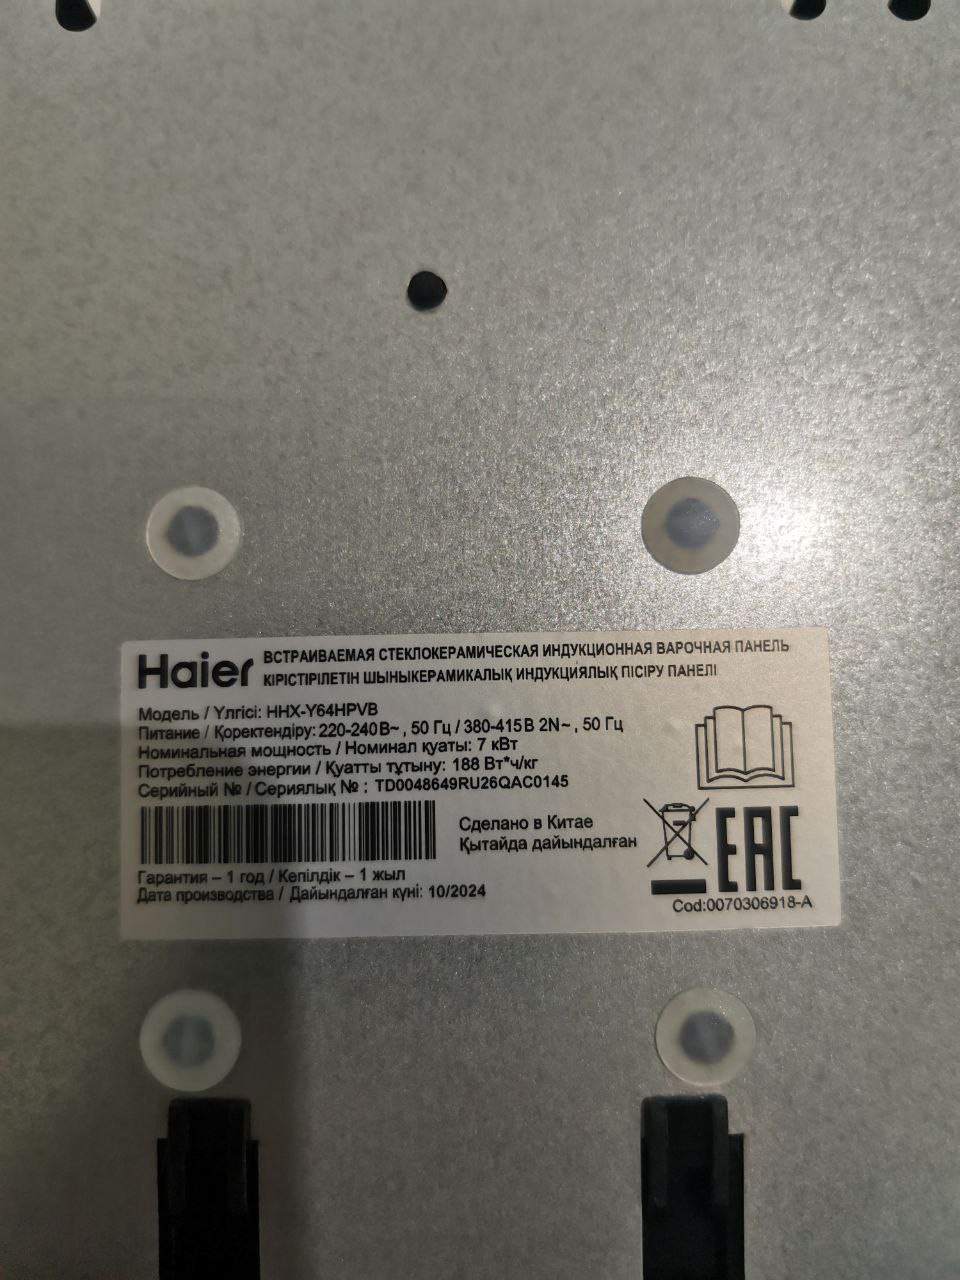 Haier
ВСТРАИВАЕМАЯ СТЕКЛОКЕРАМИЧЕСКАЯ ИНДУКЦИОННАЯ ВАРОЧНАЯ ПАНЕЛЬ
КІРІСТІРІЛЕТІН ШЫНЫКЕРАМИКАЛЫҚ ИНДУКЦИЯЛЫҚ ПІСІРУ ПАНЕЛІ
Модель / Үлгісі: HHX-Y64HPVB
Питание / Қоректендіру: 220-240В~, 50 Гц / 380-415В 2N~, 50 Гц
Номинальная мощность / Номинал қуаты: 7 кВт
Потребление энергии / Қуатты тұтыну: 188 Вт*ч/кг
Серийный № / Сериялық № : TD0048649RU26QAC0145
Сделано в Китае
Қытайда дайындалған
EAC
Гарантия – 1 год / Кепілдік – 1 жыл
Дата производства / Дайындалған күні: 10/2024
Cod:0070306918-A